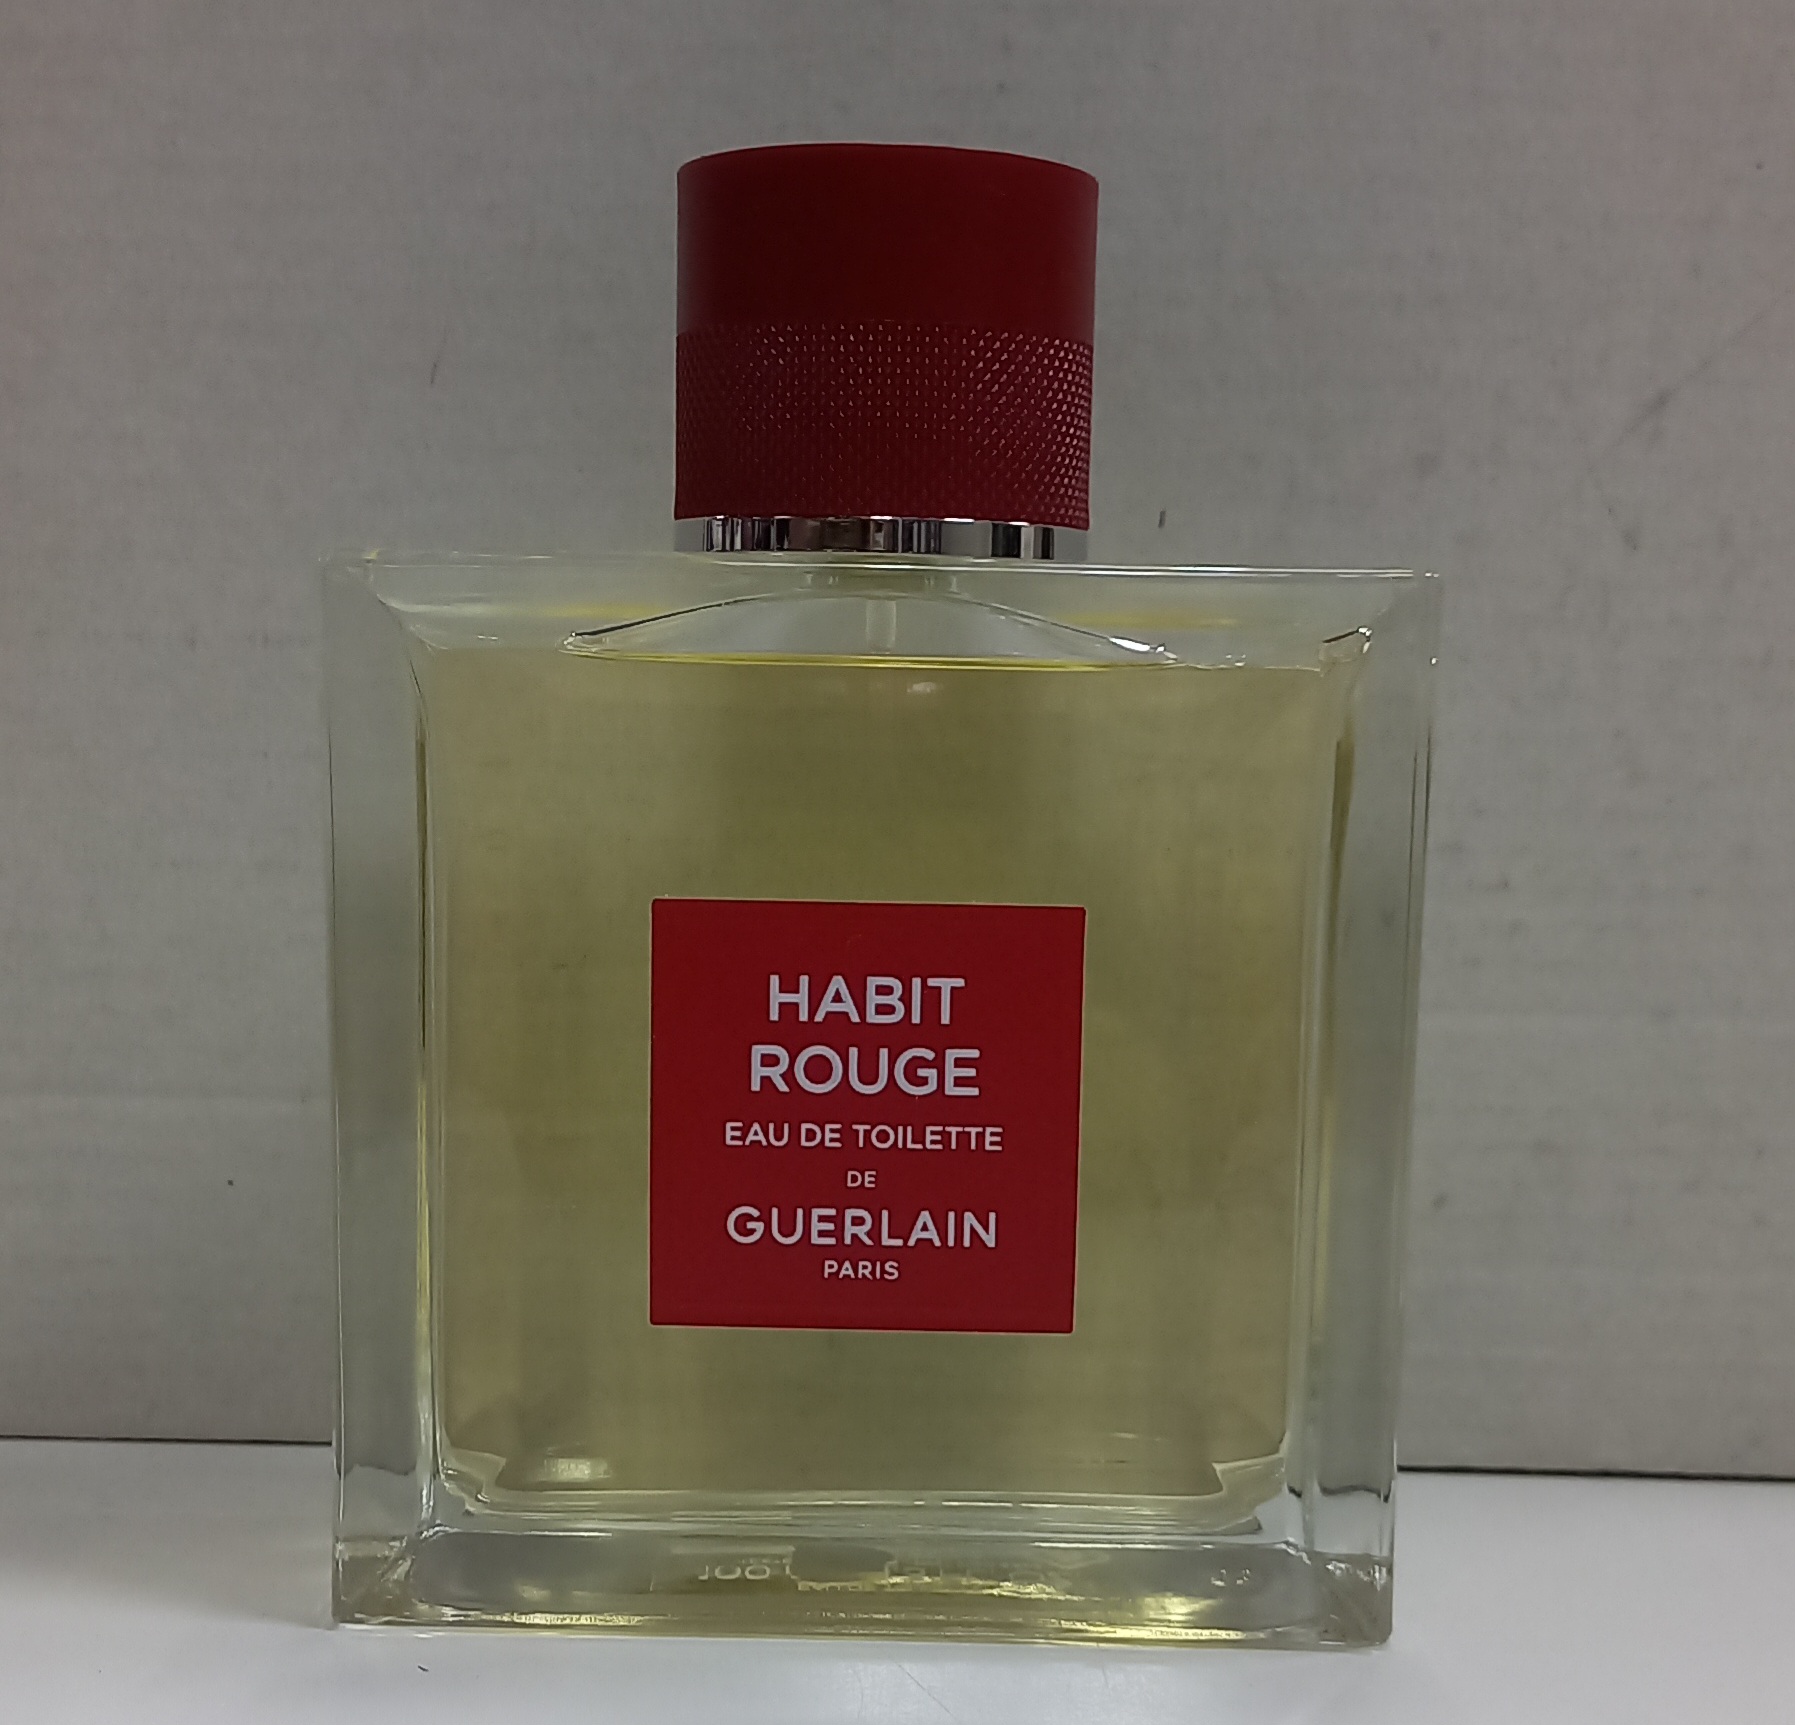 HABIT
ROUGE
EAU DE TOILETTE
DE
GUERLAIN
PARIS